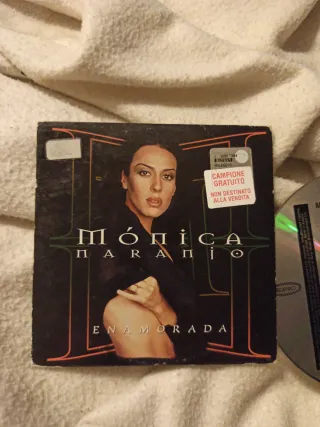 CAMPIONE
GRATUITO
NON DESTINATO
ALLA VENDITA
MÓNICA
NARANJO
ENAMORADA